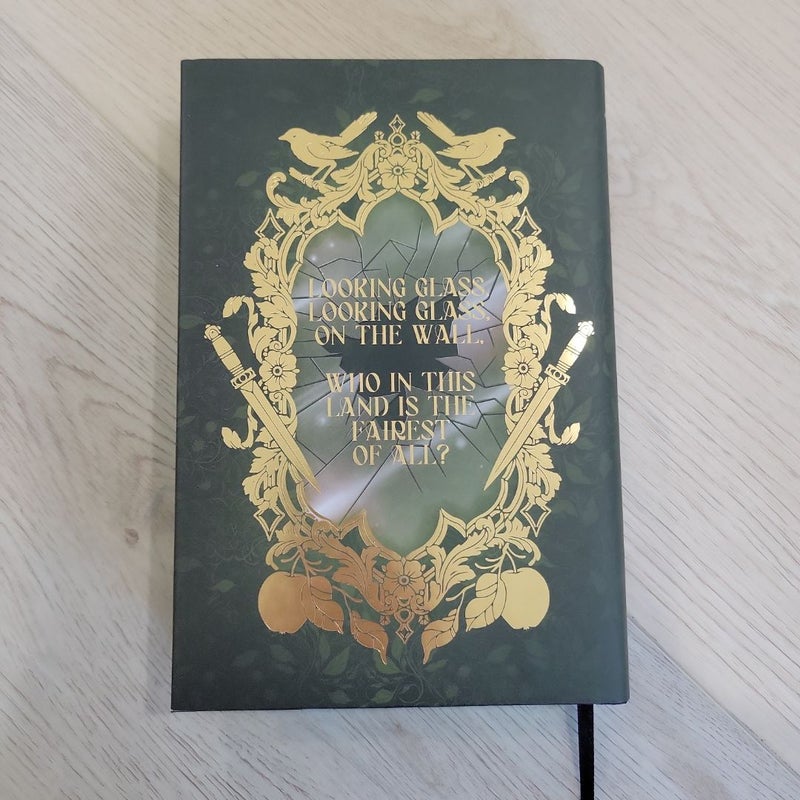 LOOKING GLASS,
LOOKING GLASS,
ON THE WALL,
WHO IN THIS
LAND IS THE
FAIREST
OF ALL?